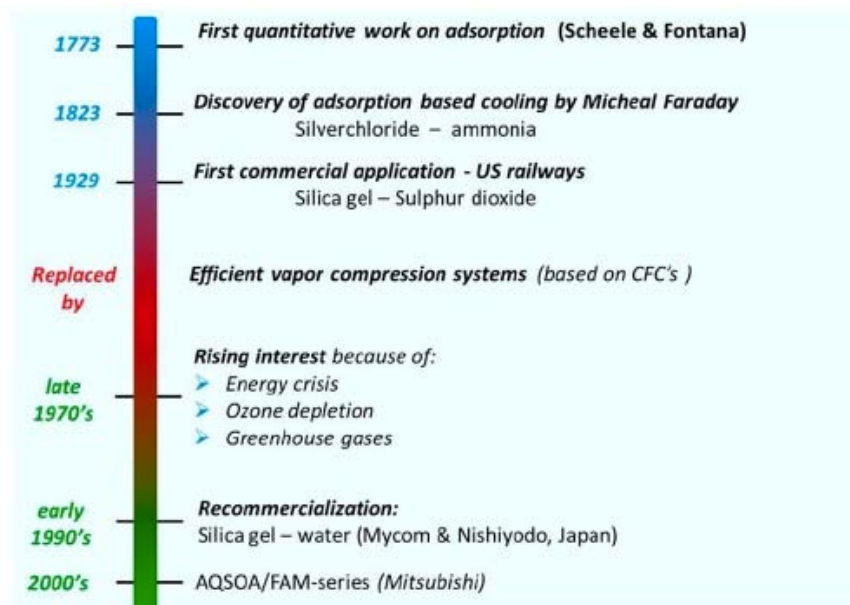 1773 First quantitative work on adsorption (Scheele & Fontana)
1823 Discovery of adsorption based cooling by Micheal Faraday
Silverchloride – ammonia
1929 First commercial application - US railways
Silica gel – Sulphur dioxide
Replaced by
Efficient vapor compression systems (based on CFC's )
late 1970's
Rising interest because of:
Energy crisis
Ozone depletion
Greenhouse gases
early 1990's
Recommercialization:
Silica gel – water (Mycom & Nishiyodo, Japan)
2000's AQSOA/FAM-series (Mitsubishi)